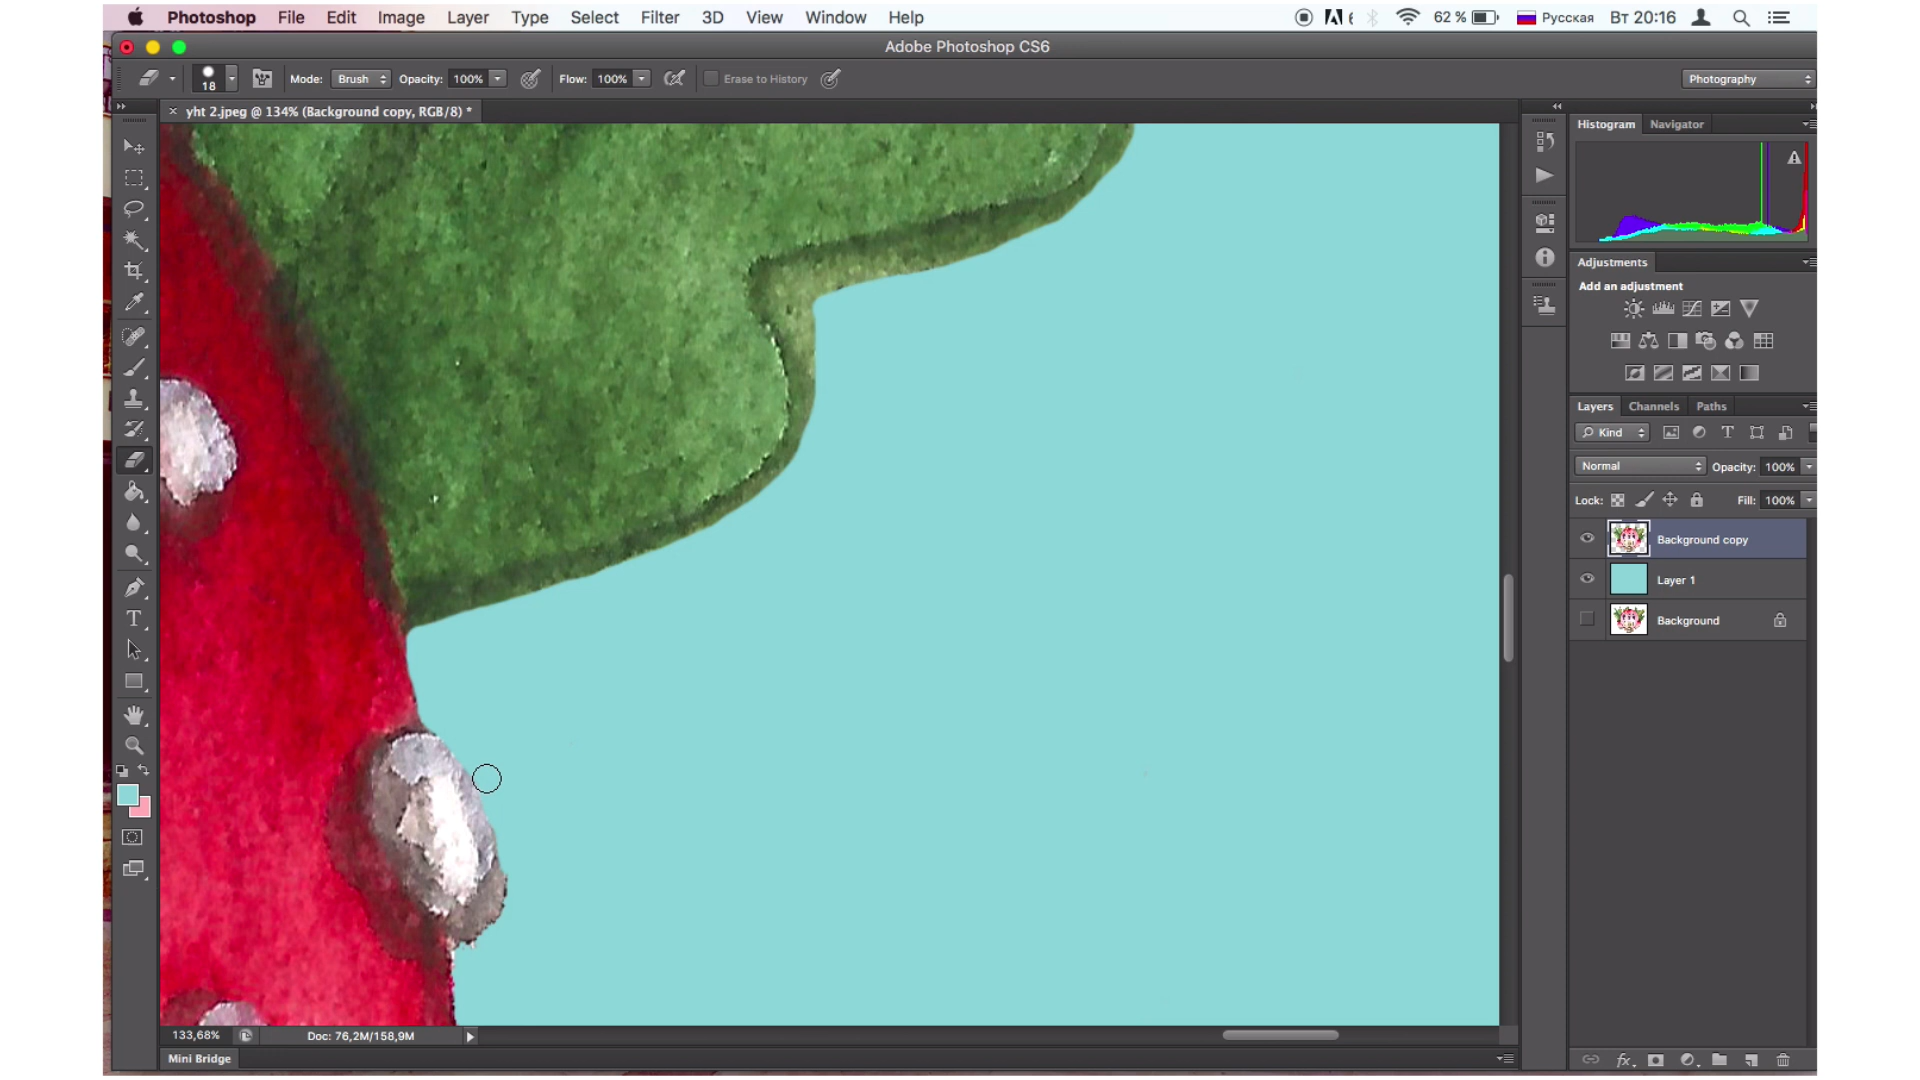 Photoshop File Edit Image Layer Type Select Filter 3D View Window Help 62 % Русская Вт 20:16
Adobe Photoshop CS6
18 Mode: Brush Opacity: 100% Flow: 100% Erase to History Photography
× yht 2.jpeg @ 134% (Background copy, RGB/8) *
Histogram Navigator
Adjustments
Add an adjustment
Layers Channels Paths
Kind
Normal Opacity: 100%
Lock: Fill: 100%
Background copy
Layer 1
Background
133,68% Doc: 76,2M/158,9M
Mini Bridge